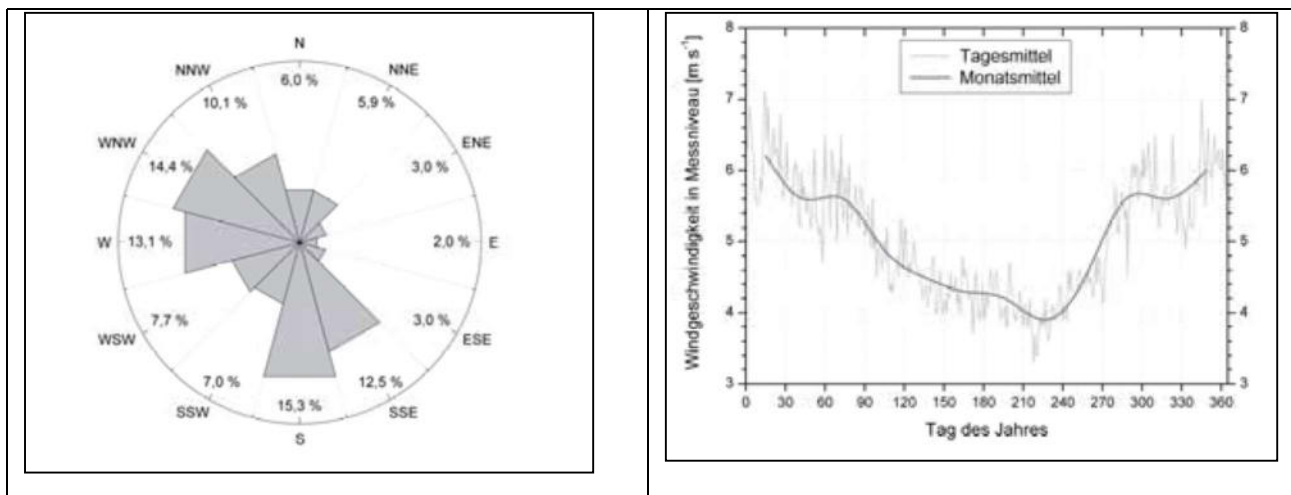 N
NNW
6,0 %
NNE
10,1 %
5,9 %
WNW
ENE
14,4 %
3,0 %
W
13,1 %
2,0 %
E
7,7 %
3,0 %
WSW
ESE
7,0 %
12,5 %
SSW
15,3 %
SSE
S
Windgeschwindigkeit in Messniveau [m s⁻¹]
8
7
6
5
4
3
Tagesmittel
Monatsmittel
8
7
6
5
4
3
0 30 60 90 120 150 180 210 240 270 300 330 360
Tag des Jahres